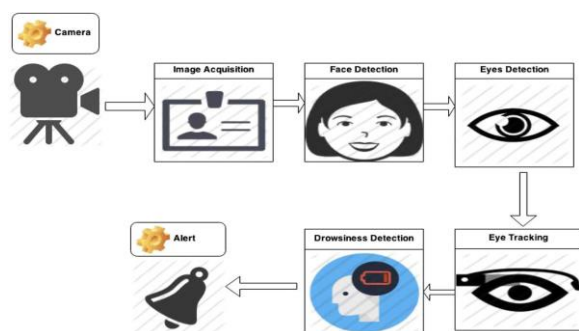 Camera
Image Acquisition
Face Detection
Eyes Detection
Eye Tracking
Drowsiness Detection
Alert